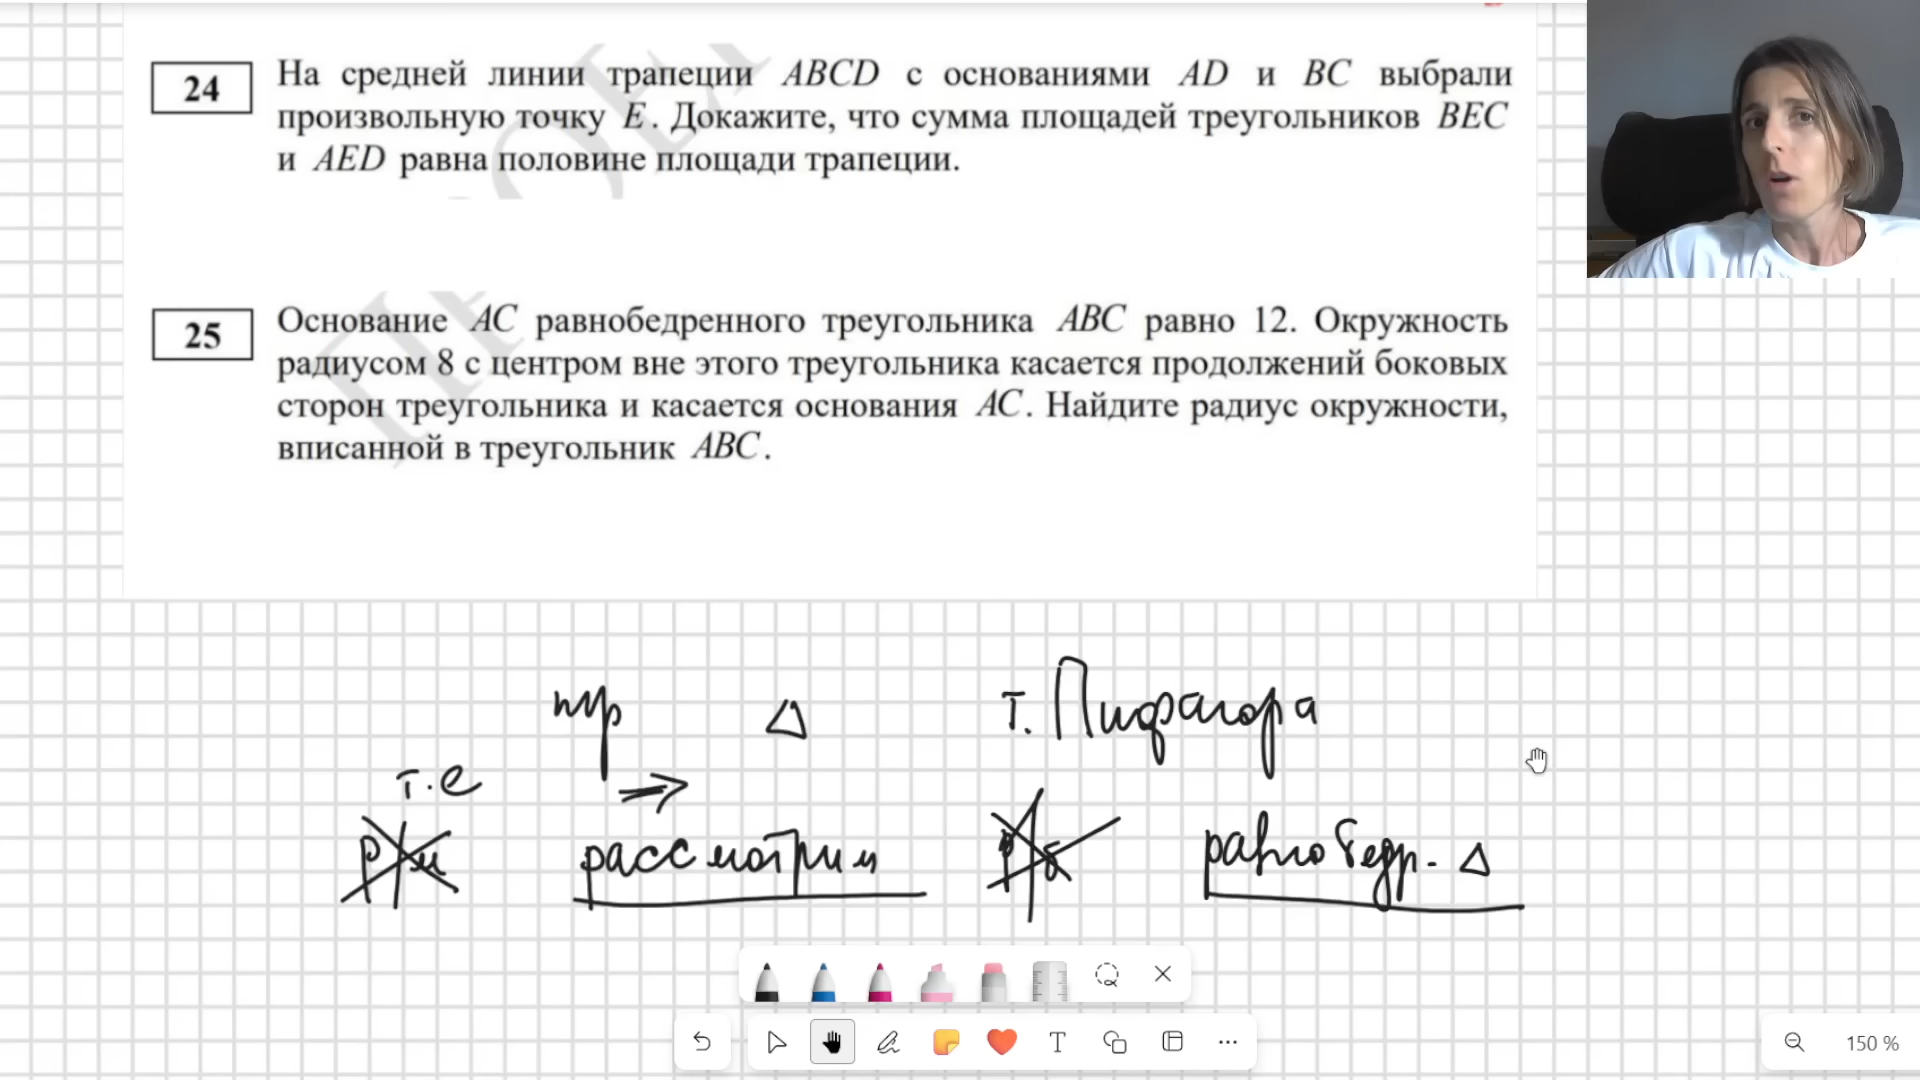 24
На средней линии трапеции ABCD с основаниями AD и BC выбрали
произвольную точку E. Докажите, что сумма площадей треугольников BEC
и AED равна половине площади трапеции.
25
Основание AC равнобедренного треугольника ABC равно 12. Окружность
радиусом 8 с центром вне этого треугольника касается продолжений боковых
сторон треугольника и касается основания AC. Найдите радиус окружности,
вписанной в треугольник ABC.
пр Δ т. Пифагора
т.е ⇒
р/м рассмотрим р/б равнобедр. Δ
T
150 %